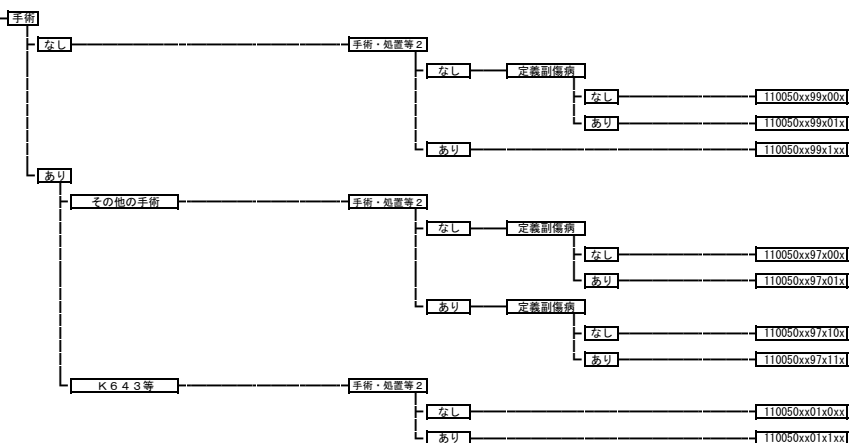 手術
なし 手術・処置等２
なし 定義副傷病
なし 110050xx99x00x
あり 110050xx99x01x
あり 110050xx99x1xx
あり
その他の手術 手術・処置等２
なし 定義副傷病
なし 110050xx97x00x
あり 110050xx97x01x
あり 定義副傷病
なし 110050xx97x10x
あり 110050xx97x11x
Ｋ６４３等 手術・処置等２
なし 110050xx01x0xx
あり 110050xx01x1xx